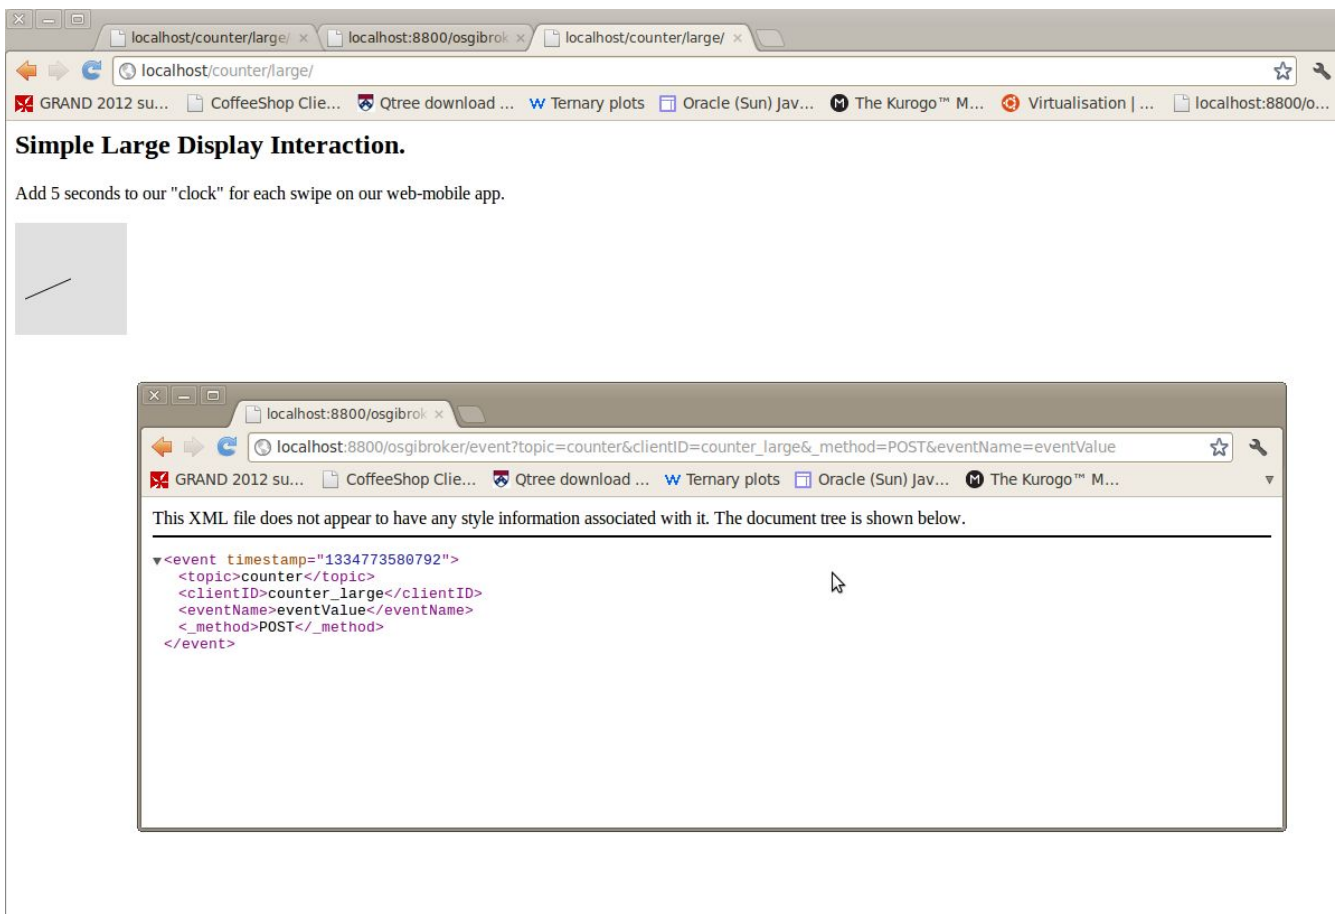 localhost/counter/large/ × localhost:8800/osgibrok × localhost/counter/large/ ×
localhost/counter/large/
GRAND 2012 su... CoffeeShop Clie... Qtree download ... W Ternary plots Oracle (Sun) Jav... M The Kurogo™ M... Virtualisation | ... localhost:8800/o...
Simple Large Display Interaction.
Add 5 seconds to our "clock" for each swipe on our web-mobile app.
localhost:8800/osgibrok ×
localhost:8800/osgibroker/event?topic=counter&clientID=counter_large&_method=POST&eventName=eventValue
GRAND 2012 su... CoffeeShop Clie... Qtree download ... W Ternary plots Oracle (Sun) Jav... M The Kurogo™ M...
This XML file does not appear to have any style information associated with it. The document tree is shown below.
▼<event timestamp="1334773580792">
<topic>counter</topic>
<clientID>counter_large</clientID>
<eventName>eventValue</eventName>
<_method>POST</_method>
</event>